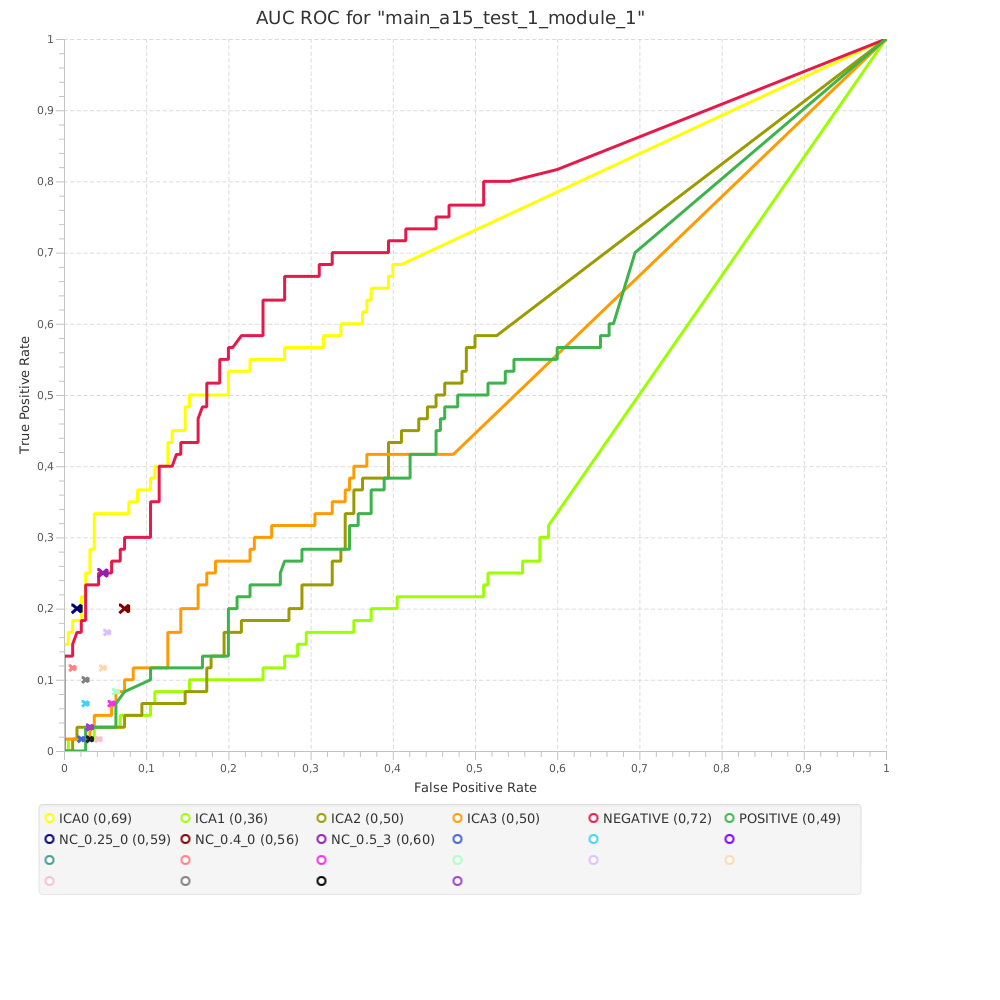 AUC ROC for "main_a15_test_1_module_1"
1
0,9
0,8
0,7
0,6
0,5
0,4
0,3
0,2
0,1
0
True Positive Rate
0 0,1 0,2 0,3 0,4 0,5 0,6 0,7 0,8 0,9 1
False Positive Rate
ICA0 (0,69) ICA1 (0,36) ICA2 (0,50) ICA3 (0,50) NEGATIVE (0,72) POSITIVE (0,49)
NC_0.25_0 (0,59) NC_0.4_0 (0,56) NC_0.5_3 (0,60)